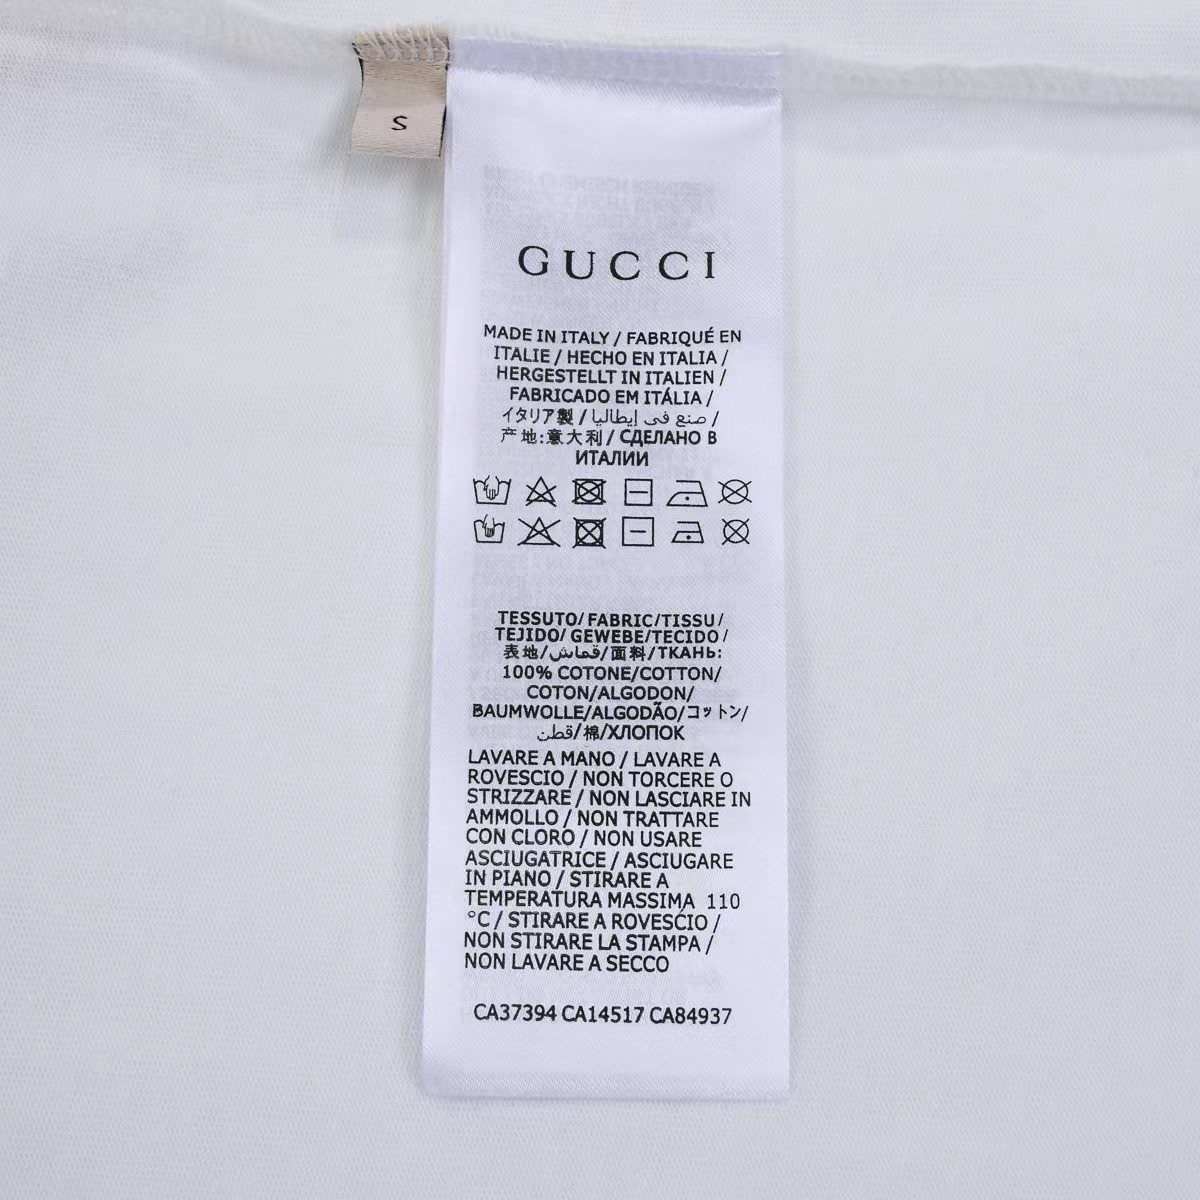 S
GUCCI
MADE IN ITALY / FABRIQUÉ EN
ITALIE / HECHO EN ITALIA /
HERGESTELLT IN ITALIEN /
FABRICADO EM ITÁLIA /
イタリア製 / صنع في إيطاليا /
产地:意大利 / СДЕЛАНО В
ИТАЛИИ
TESSUTO/FABRIC/TISSU/
TEJIDO/GEWEBE/TECIDO/
表地/قماش/面料/ТКАНЬ:
100% COTONE/COTTON/
COTON/ALGODON/
BAUMWOLLE/ALGODÃO/コットン/
قطن/棉/ХЛОПОК
LAVARE A MANO / LAVARE A
ROVESCIO / NON TORCERE O
STRIZZARE / NON LASCIARE IN
AMMOLLO / NON TRATTARE
CON CLORO / NON USARE
ASCIUGATRICE / ASCIUGARE
IN PIANO / STIRARE A
TEMPERATURA MASSIMA 110
°C / STIRARE A ROVESCIO /
NON STIRARE LA STAMPA /
NON LAVARE A SECCO
CA37394 CA14517 CA84937